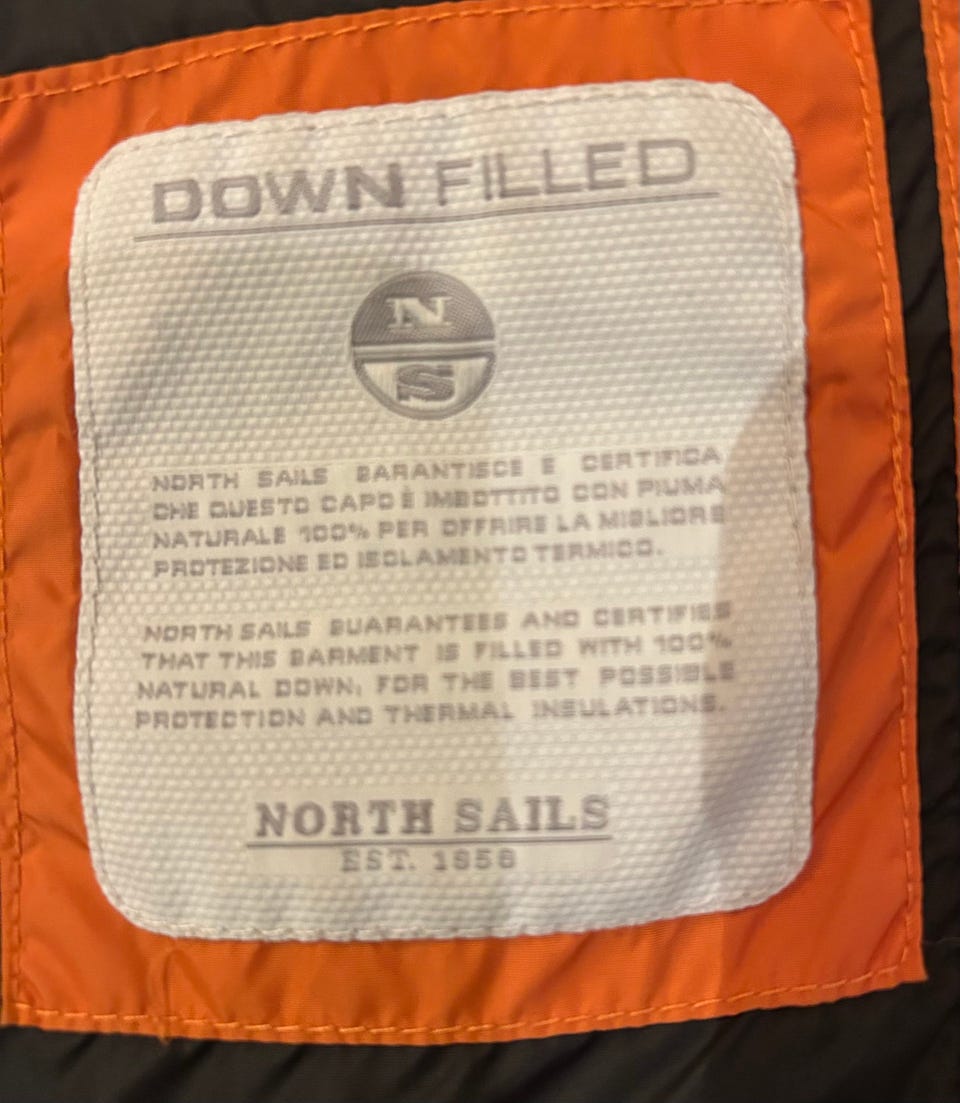 DOWN FILLED
N
S
NORTH SAILS GARANTISCE E CERTIFICA
CHE QUESTO CAPO È IMBOTTITO CON PIUMA
NATURALE 100% PER OFFRIRE LA MIGLIORE
PROTEZIONE ED ISOLAMENTO TERMICO.
NORTH SAILS GUARANTEES AND CERTIFIES
THAT THIS GARMENT IS FILLED WITH 100%
NATURAL DOWN, FOR THE BEST POSSIBLE
PROTECTION AND THERMAL INSULATIONS.
NORTH SAILS
EST. 1958